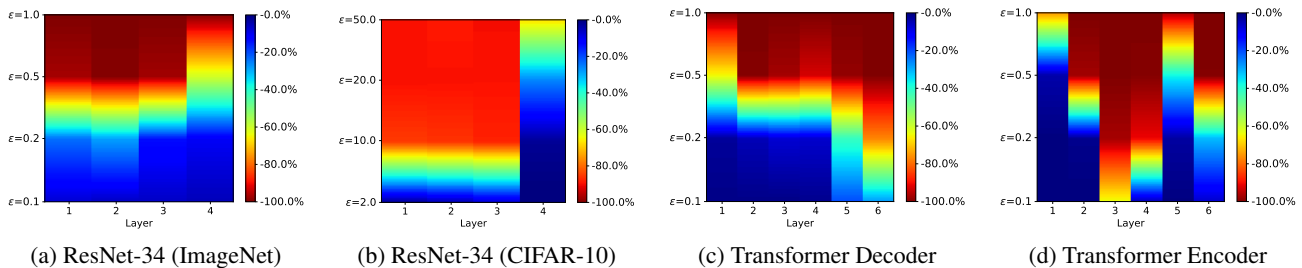 ε=1.0
ε=0.5
ε=0.2
ε=0.1
1 2 3 4
Layer
-0.0%
-20.0%
-40.0%
-60.0%
-80.0%
-100.0%
(a) ResNet-34 (ImageNet)
ε=50.0
ε=20.0
ε=10.0
ε=2.0
1 2 3 4
Layer
-0.0%
-20.0%
-40.0%
-60.0%
-80.0%
-100.0%
(b) ResNet-34 (CIFAR-10)
ε=1.0
ε=0.5
ε=0.2
ε=0.1
1 2 3 4 5 6
Layer
-0.0%
-20.0%
-40.0%
-60.0%
-80.0%
-100.0%
(c) Transformer Decoder
ε=1.0
ε=0.5
ε=0.2
ε=0.1
1 2 3 4 5 6
Layer
-0.0%
-20.0%
-40.0%
-60.0%
-80.0%
-100.0%
(d) Transformer Encoder